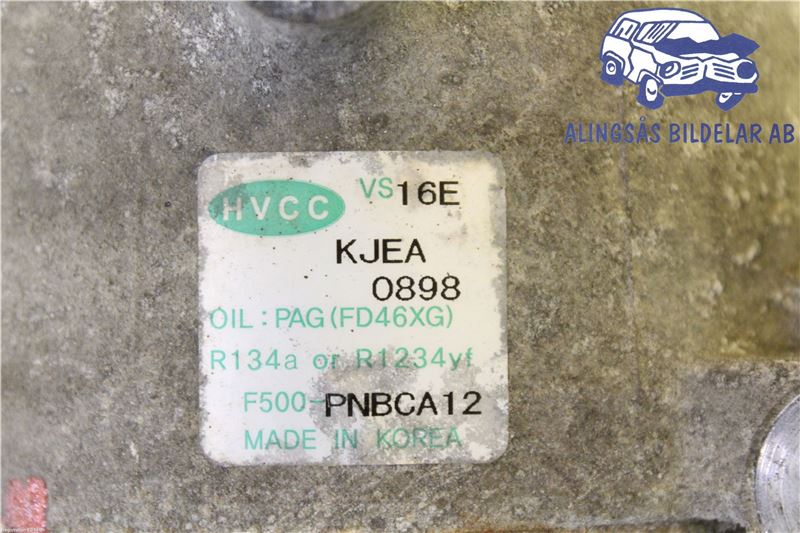 ALINGSÅS BILDELAR AB
HVCC VS16E
KJEA
0898
OIL : PAG (FD46XG)
R134a or R1234yf
F500-PNBCA12
MADE IN KOREA